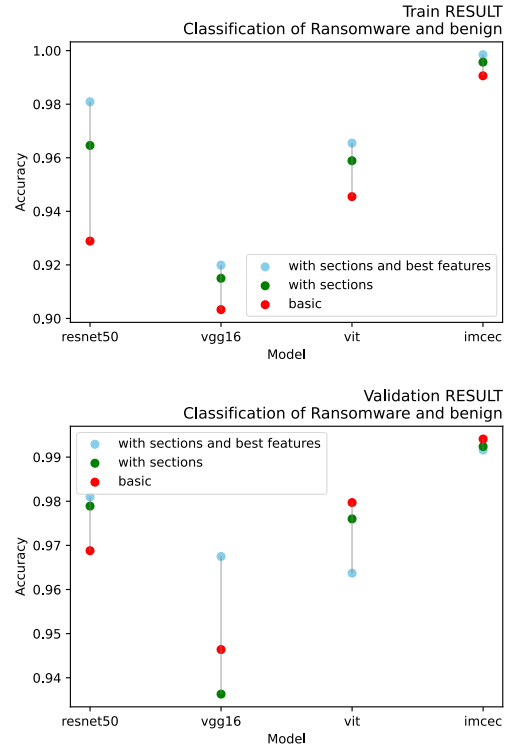 Train RESULT
Classification of Ransomware and benign
1.00
0.98
0.96
0.94
0.92
0.90
Accuracy
with sections and best features
with sections
basic
resnet50 vgg16 vit imcec
Model
Validation RESULT
Classification of Ransomware and benign
with sections and best features
with sections
basic
0.99
0.98
0.97
0.96
0.95
0.94
Accuracy
resnet50 vgg16 vit imcec
Model